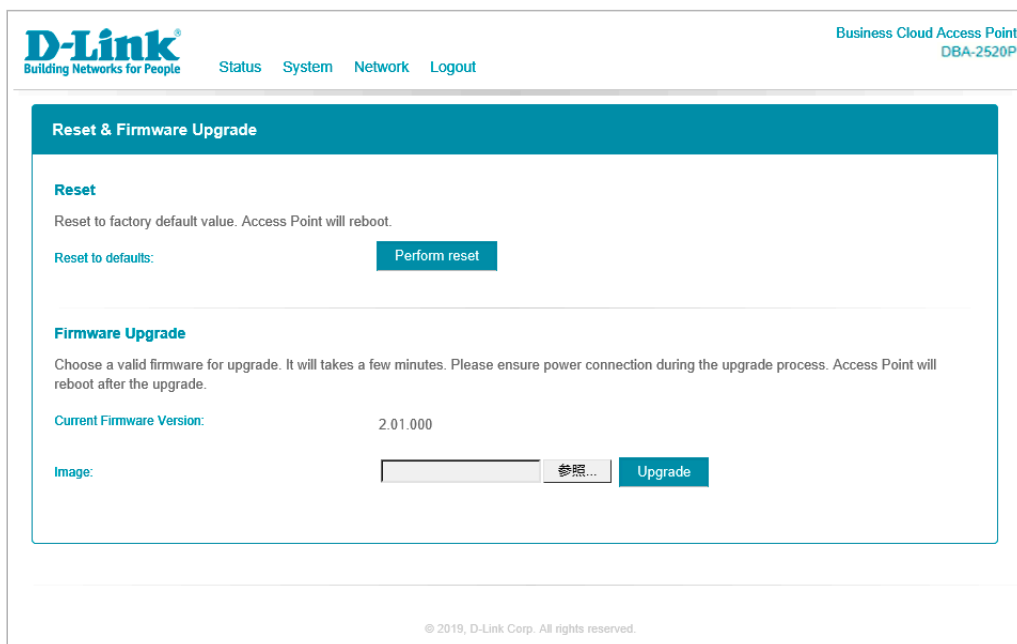 Business Cloud Access Point
D-Link®
DBA-2520P
Building Networks for People
Status System Network Logout
Reset & Firmware Upgrade
Reset
Reset to factory default value. Access Point will reboot.
Reset to defaults: Perform reset
Firmware Upgrade
Choose a valid firmware for upgrade. It will takes a few minutes. Please ensure power connection during the upgrade process. Access Point will
reboot after the upgrade.
Current Firmware Version: 2.01.000
Image: 参照... Upgrade
© 2019, D-Link Corp. All rights reserved.